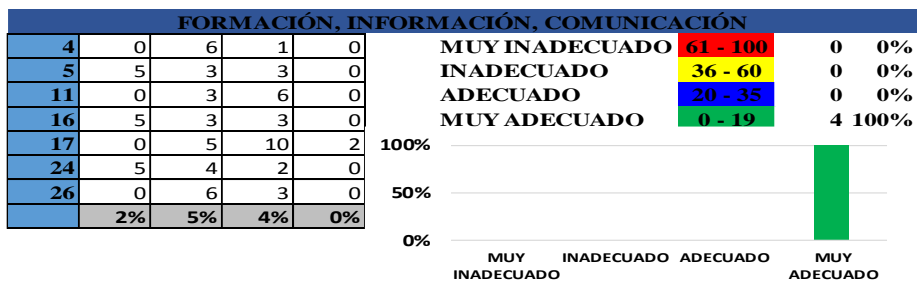 FORMACIÓN, INFORMACIÓN, COMUNICACIÓN
4 0 6 1 0
5 5 3 3 0
11 0 3 6 0
16 5 3 3 0
17 0 5 10 2
24 5 4 2 0
26 0 6 3 0
2% 5% 4% 0%
MUY INADECUADO 61 - 100 0 0%
INADECUADO 36 - 60 0 0%
ADECUADO 20 - 35 0 0%
MUY ADECUADO 0 - 19 4 100%
100%
50%
0%
MUY INADECUADO ADECUADO MUY
INADECUADO ADECUADO